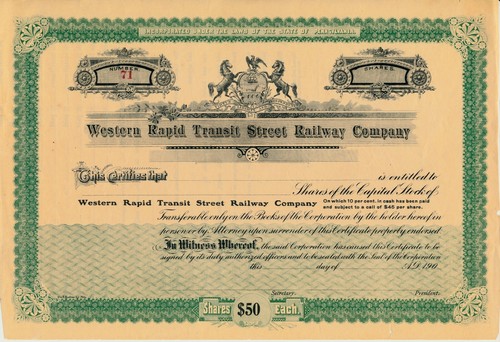 INCORPORATED UNDER THE LAWS OF THE STATE OF PENNSYLVANIA
NUMBER
71
SHARES
Western Rapid Transit Street Railway Company
This Certifies that
is entitled to
Shares of the Capital Stock of
Western Rapid Transit Street Railway Company On which 10 per cent. in cash has been paid and subject to a call of $45 per share.
Transferable only on the Books of the Corporation by the holder hereof in
person or by Attorney upon surrender of this Certificate properly endorsed
In Witness Whereof, the said Corporation has caused this Certificate to be
signed by its duly authorized officers and to be sealed with the Seal of the Corporation
this day of A.D. 190
Secretary. President.
Shares $50 Each.